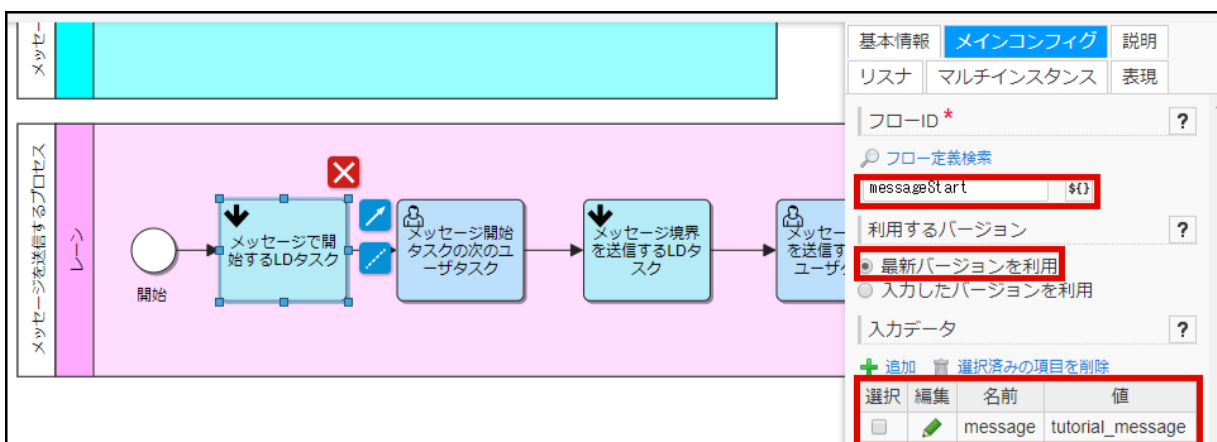 メッセー
メッセージを送信するプロセス
レーン
開始
メッセージで開
始するLDタスク
メッセージ開始
タスクの次のユ
ーザタスク
メッセージ境界
を送信するLDタ
スク
メッセー
を送信す
ユーザ
基本情報 メインコンフィグ 説明
リスナ マルチインスタンス 表現
フローID * ?
フロー定義検索
messageStart ${}
利用するバージョン ?
最新バージョンを利用
入力したバージョンを利用
入力データ ?
追加 選択済みの項目を削除
選択 編集 名前 値
message tutorial_message